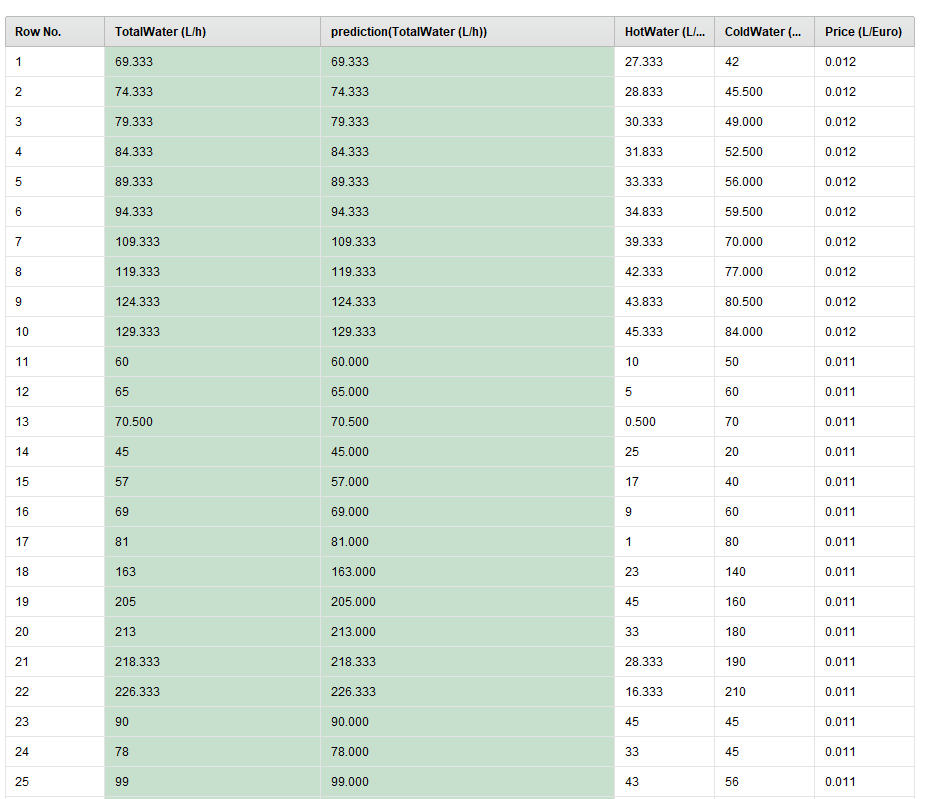 Row No. TotalWater (L/h) prediction(TotalWater (L/h)) HotWater (L/... ColdWater (... Price (L/Euro)
1 69.333 69.333 27.333 42 0.012
2 74.333 74.333 28.833 45.500 0.012
3 79.333 79.333 30.333 49.000 0.012
4 84.333 84.333 31.833 52.500 0.012
5 89.333 89.333 33.333 56.000 0.012
6 94.333 94.333 34.833 59.500 0.012
7 109.333 109.333 39.333 70.000 0.012
8 119.333 119.333 42.333 77.000 0.012
9 124.333 124.333 43.833 80.500 0.012
10 129.333 129.333 45.333 84.000 0.012
11 60 60.000 10 50 0.011
12 65 65.000 5 60 0.011
13 70.500 70.500 0.500 70 0.011
14 45 45.000 25 20 0.011
15 57 57.000 17 40 0.011
16 69 69.000 9 60 0.011
17 81 81.000 1 80 0.011
18 163 163.000 23 140 0.011
19 205 205.000 45 160 0.011
20 213 213.000 33 180 0.011
21 218.333 218.333 28.333 190 0.011
22 226.333 226.333 16.333 210 0.011
23 90 90.000 45 45 0.011
24 78 78.000 33 45 0.011
25 99 99.000 43 56 0.011